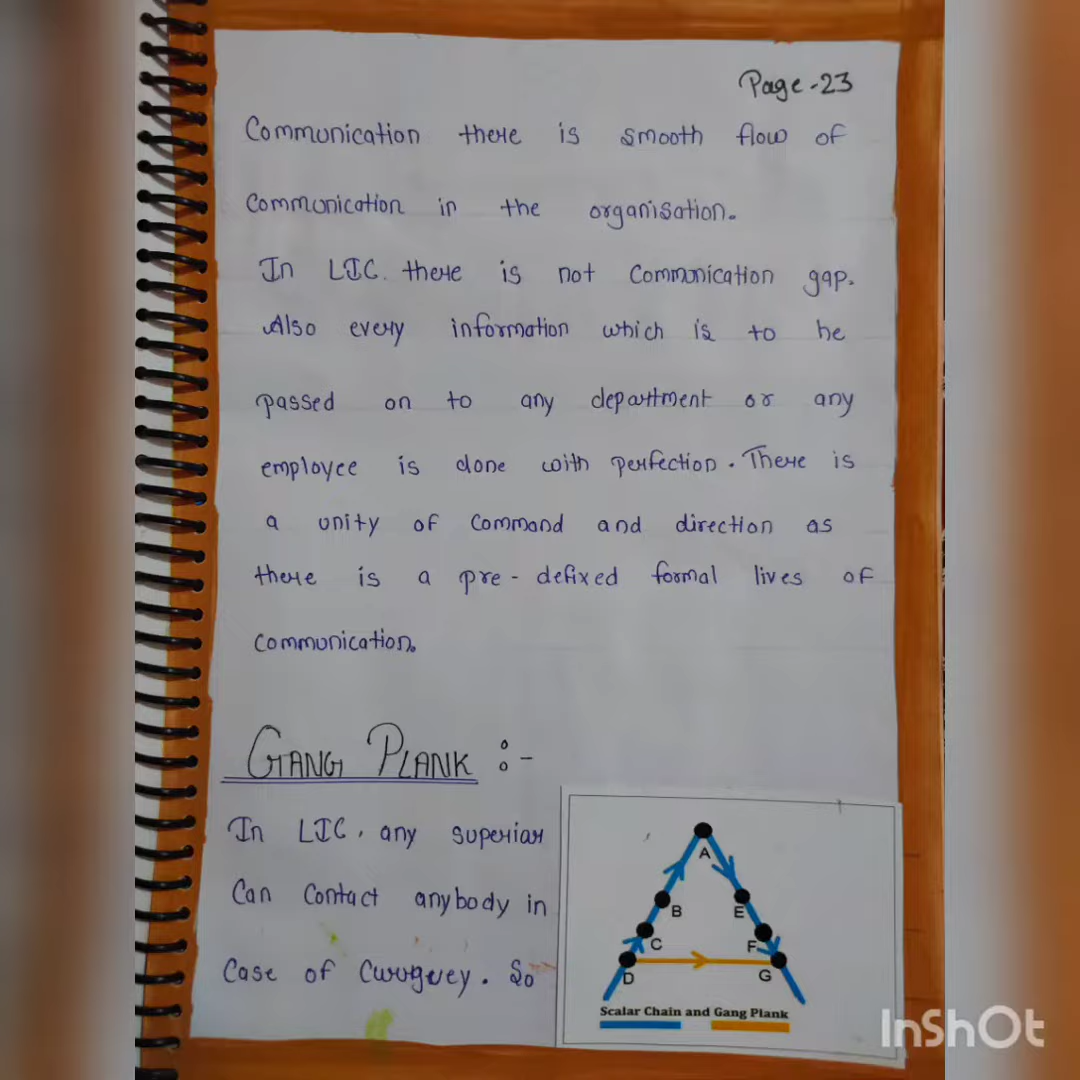 Page-23
Communication there is smooth flow of
communication in the organisation.
In LIC. there is not communication gap.
Also every information which is to be
passed on to any department or any
employee is done with perfection. There is
a unity of command and direction as
there is a pre-defixed formal lives of
communication.
GANG PLANK :-
In LIC, any superiar
Can contact anybody in
Case of . So
A
B
E
C
F
D
G
Scalar Chain and Gang Plank
InShOt